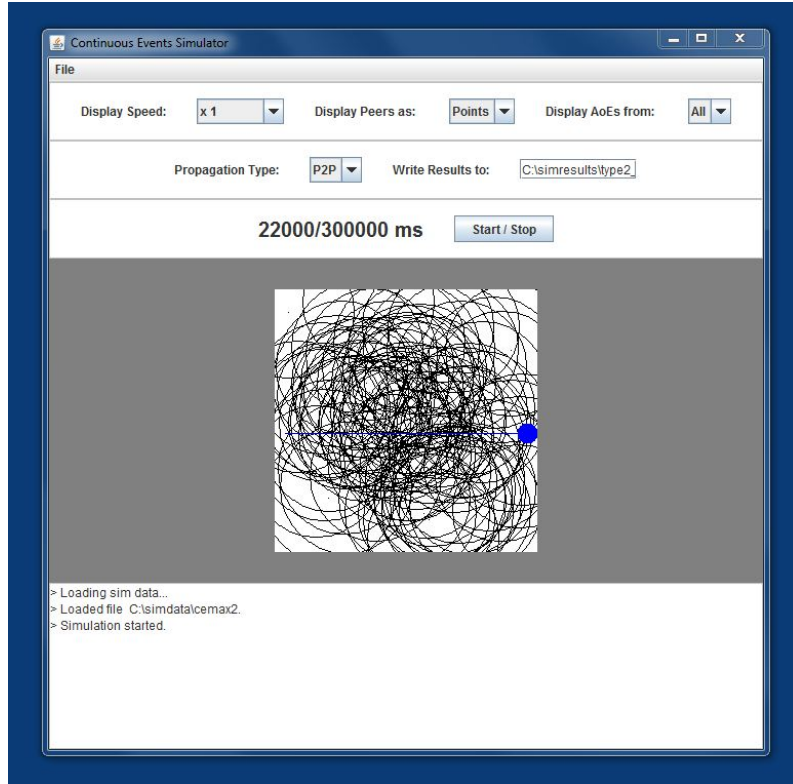 Continuous Events Simulator
File
Display Speed: x 1 Display Peers as: Points Display AoEs from: All
Propagation Type: P2P Write Results to: C:\simresults\type2_
22000/300000 ms Start / Stop
> Loading sim data...
> Loaded file C:\simdata\cemax2.
> Simulation started.